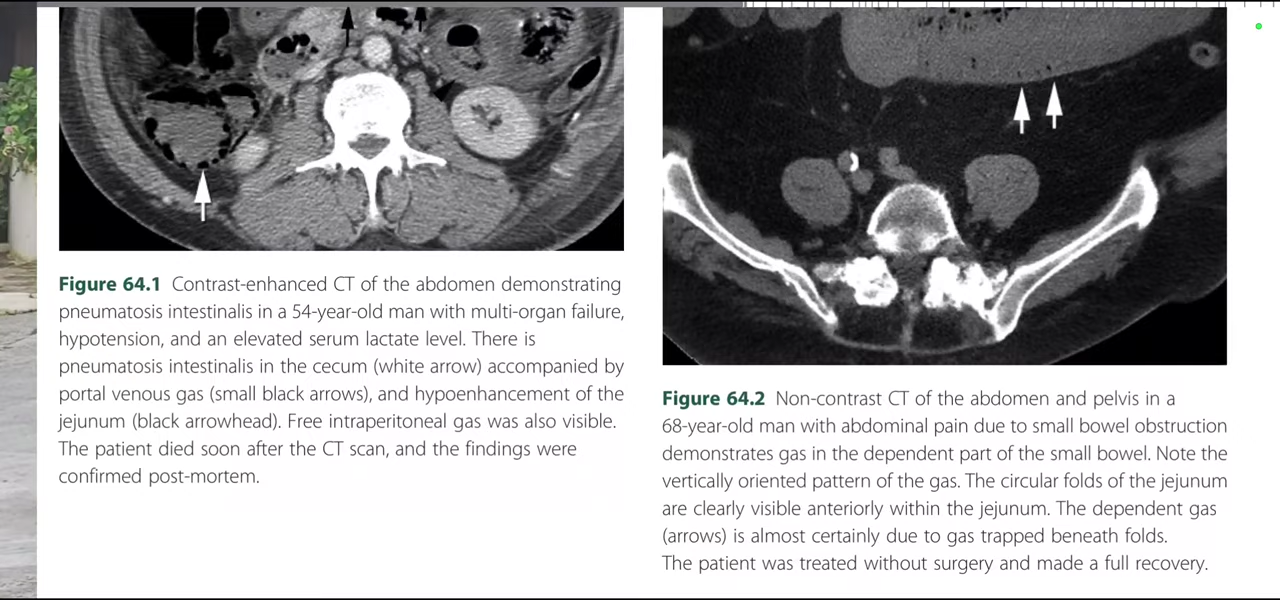 Figure 64.1 Contrast-enhanced CT of the abdomen demonstrating
pneumatosis intestinalis in a 54-year-old man with multi-organ failure,
hypotension, and an elevated serum lactate level. There is
pneumatosis intestinalis in the cecum (white arrow) accompanied by
portal venous gas (small black arrows), and hypoenhancement of the
jejunum (black arrowhead). Free intraperitoneal gas was also visible.
The patient died soon after the CT scan, and the findings were
confirmed post-mortem.
Figure 64.2 Non-contrast CT of the abdomen and pelvis in a
68-year-old man with abdominal pain due to small bowel obstruction
demonstrates gas in the dependent part of the small bowel. Note the
vertically oriented pattern of the gas. The circular folds of the jejunum
are clearly visible anteriorly within the jejunum. The dependent gas
(arrows) is almost certainly due to gas trapped beneath folds.
The patient was treated without surgery and made a full recovery.